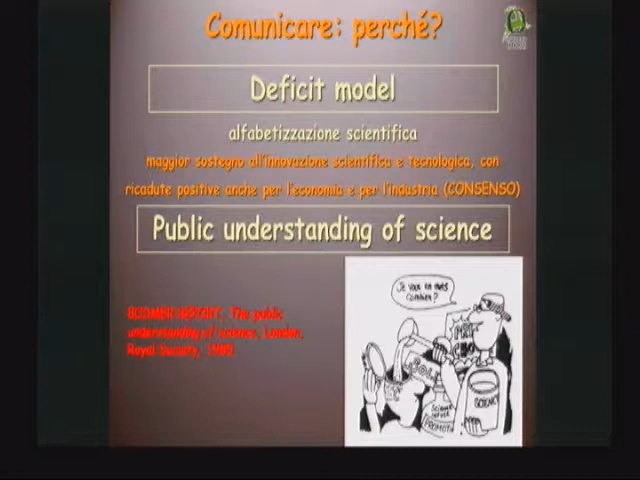 Comunicare: perché?
Deficit model
alfabetizzazione scientifica
maggior sostegno all'innovazione scientifica e tecnologica, con
ricadute positive anche per l'economia e per l'industria (CONSENSO)
Public understanding of science
The public
understanding of science, London,
Royal Society,
Je vous en mets
combien?